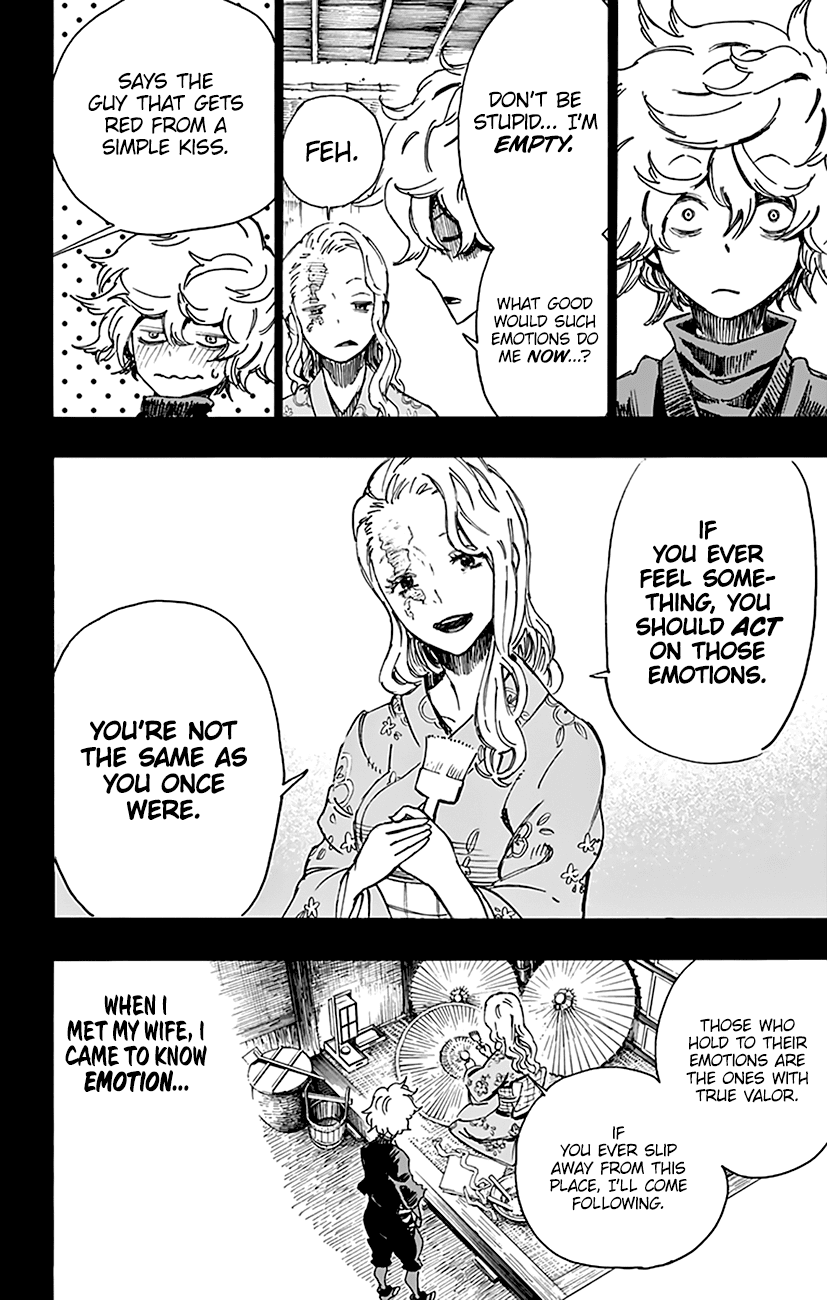 DON'T BE
STUPID... I'M
EMPTY.
WHAT GOOD
WOULD SUCH
EMOTIONS DO
ME NOW...?
FEH.
SAYS THE
GUY THAT GETS
RED FROM A
SIMPLE KISS.
IF
YOU EVER
FEEL SOME-
THING, YOU
SHOULD ACT
ON THOSE
EMOTIONS.
YOU'RE NOT
THE SAME AS
YOU ONCE
WERE.
THOSE WHO
HOLD TO THEIR
EMOTIONS ARE
THE ONES WITH
TRUE VALOR.
IF
YOU EVER SLIP
AWAY FROM THIS
PLACE, I'LL COME
FOLLOWING.
WHEN I
MET MY WIFE, I
CAME TO KNOW
EMOTION...